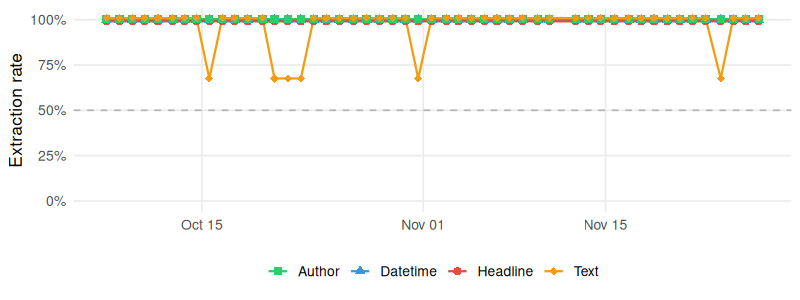 Extraction rate
100%
75%
50%
25%
0%
Oct 15 Nov 01 Nov 15
Author Datetime Headline Text